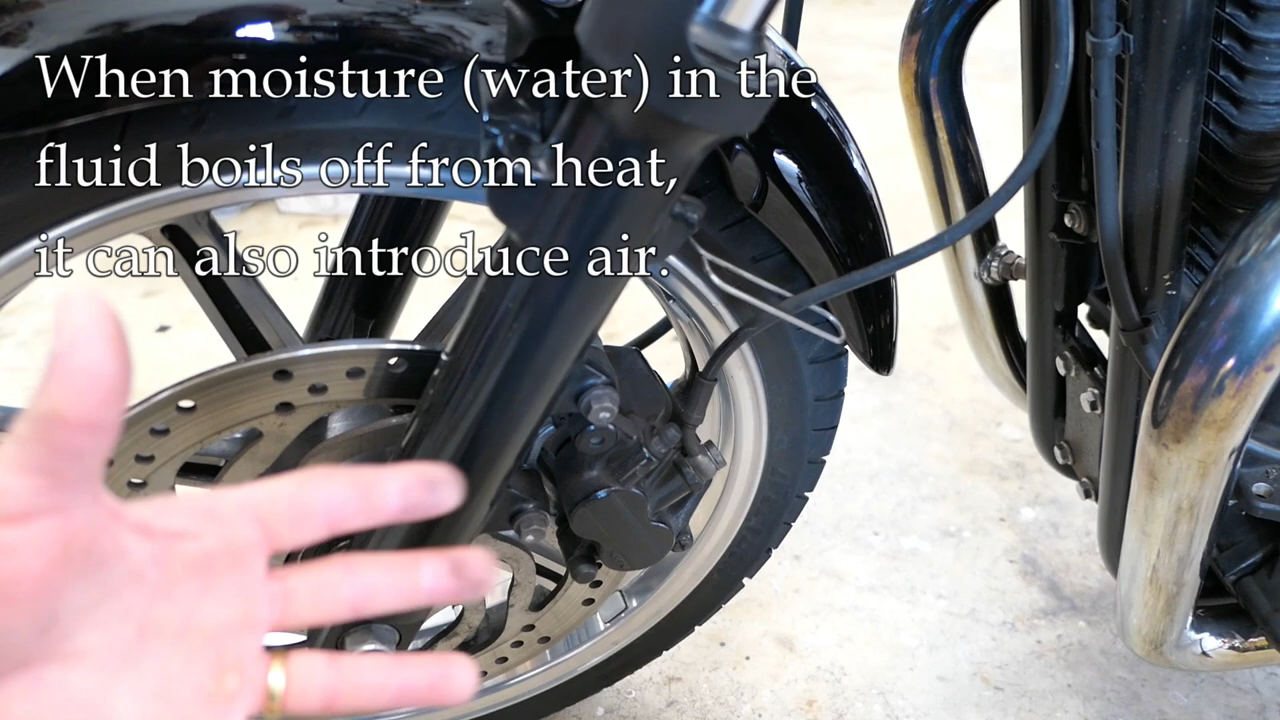 When moisture (water) in the
fluid boils off from heat,
it can also introduce air.